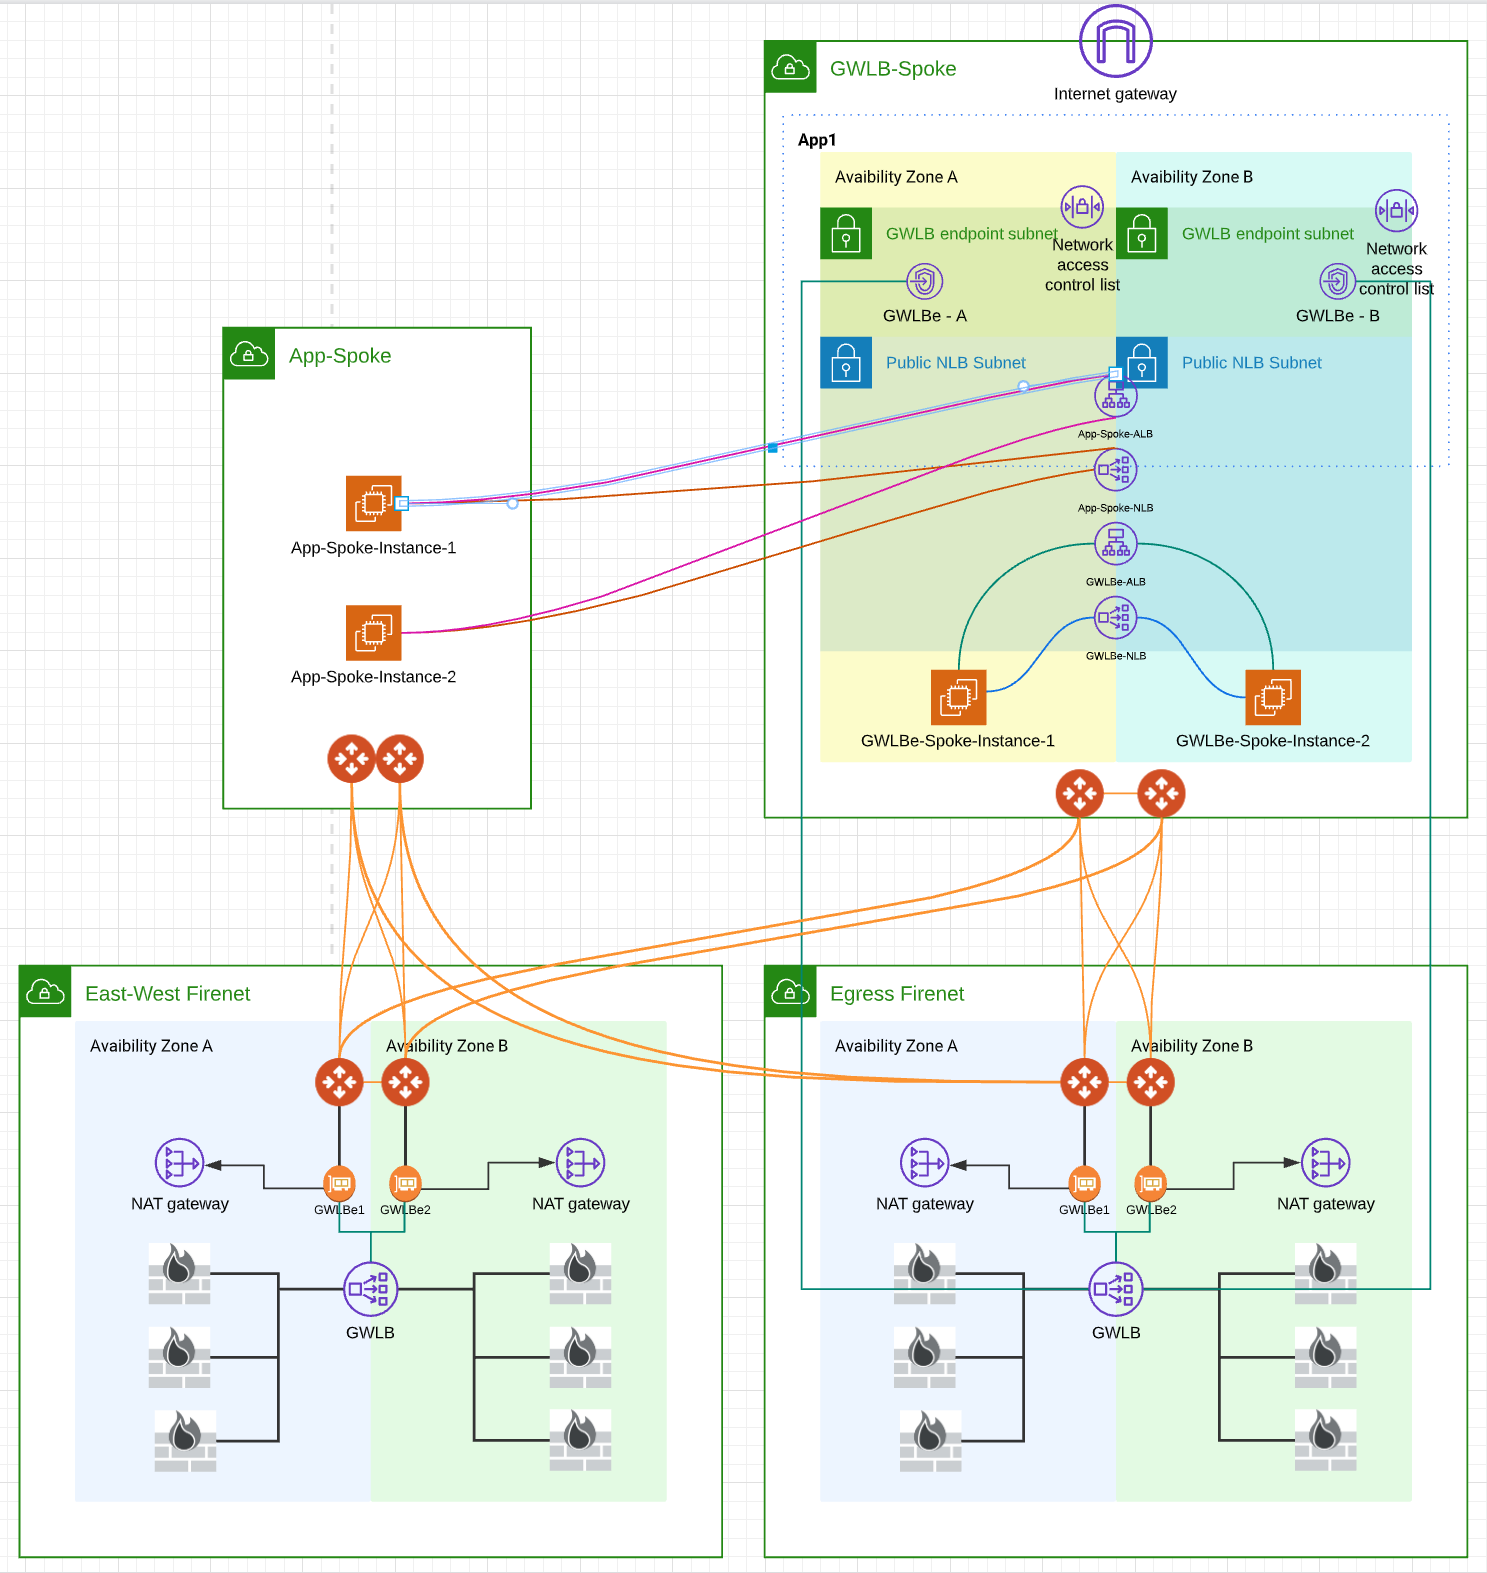 GWLB-Spoke
Internet gateway
App1
Avaibility Zone A
Avaibility Zone B
GWLB endpoint subnet
Network
access
control list
GWLB endpoint subnet
Network
access
control list
GWLBe - A
GWLBe - B
App-Spoke
Public NLB Subnet
Public NLB Subnet
App-Spoke-ALB
App-Spoke-NLB
App-Spoke-Instance-1
GWLBe-ALB
GWLBe-NLB
App-Spoke-Instance-2
GWLBe-Spoke-Instance-1
GWLBe-Spoke-Instance-2
East-West Firenet
Avaibility Zone A
Avaibility Zone B
NAT gateway
GWLBe1
GWLBe2
NAT gateway
GWLB
Egress Firenet
Avaibility Zone A
Avaibility Zone B
NAT gateway
GWLBe1
GWLBe2
NAT gateway
GWLB